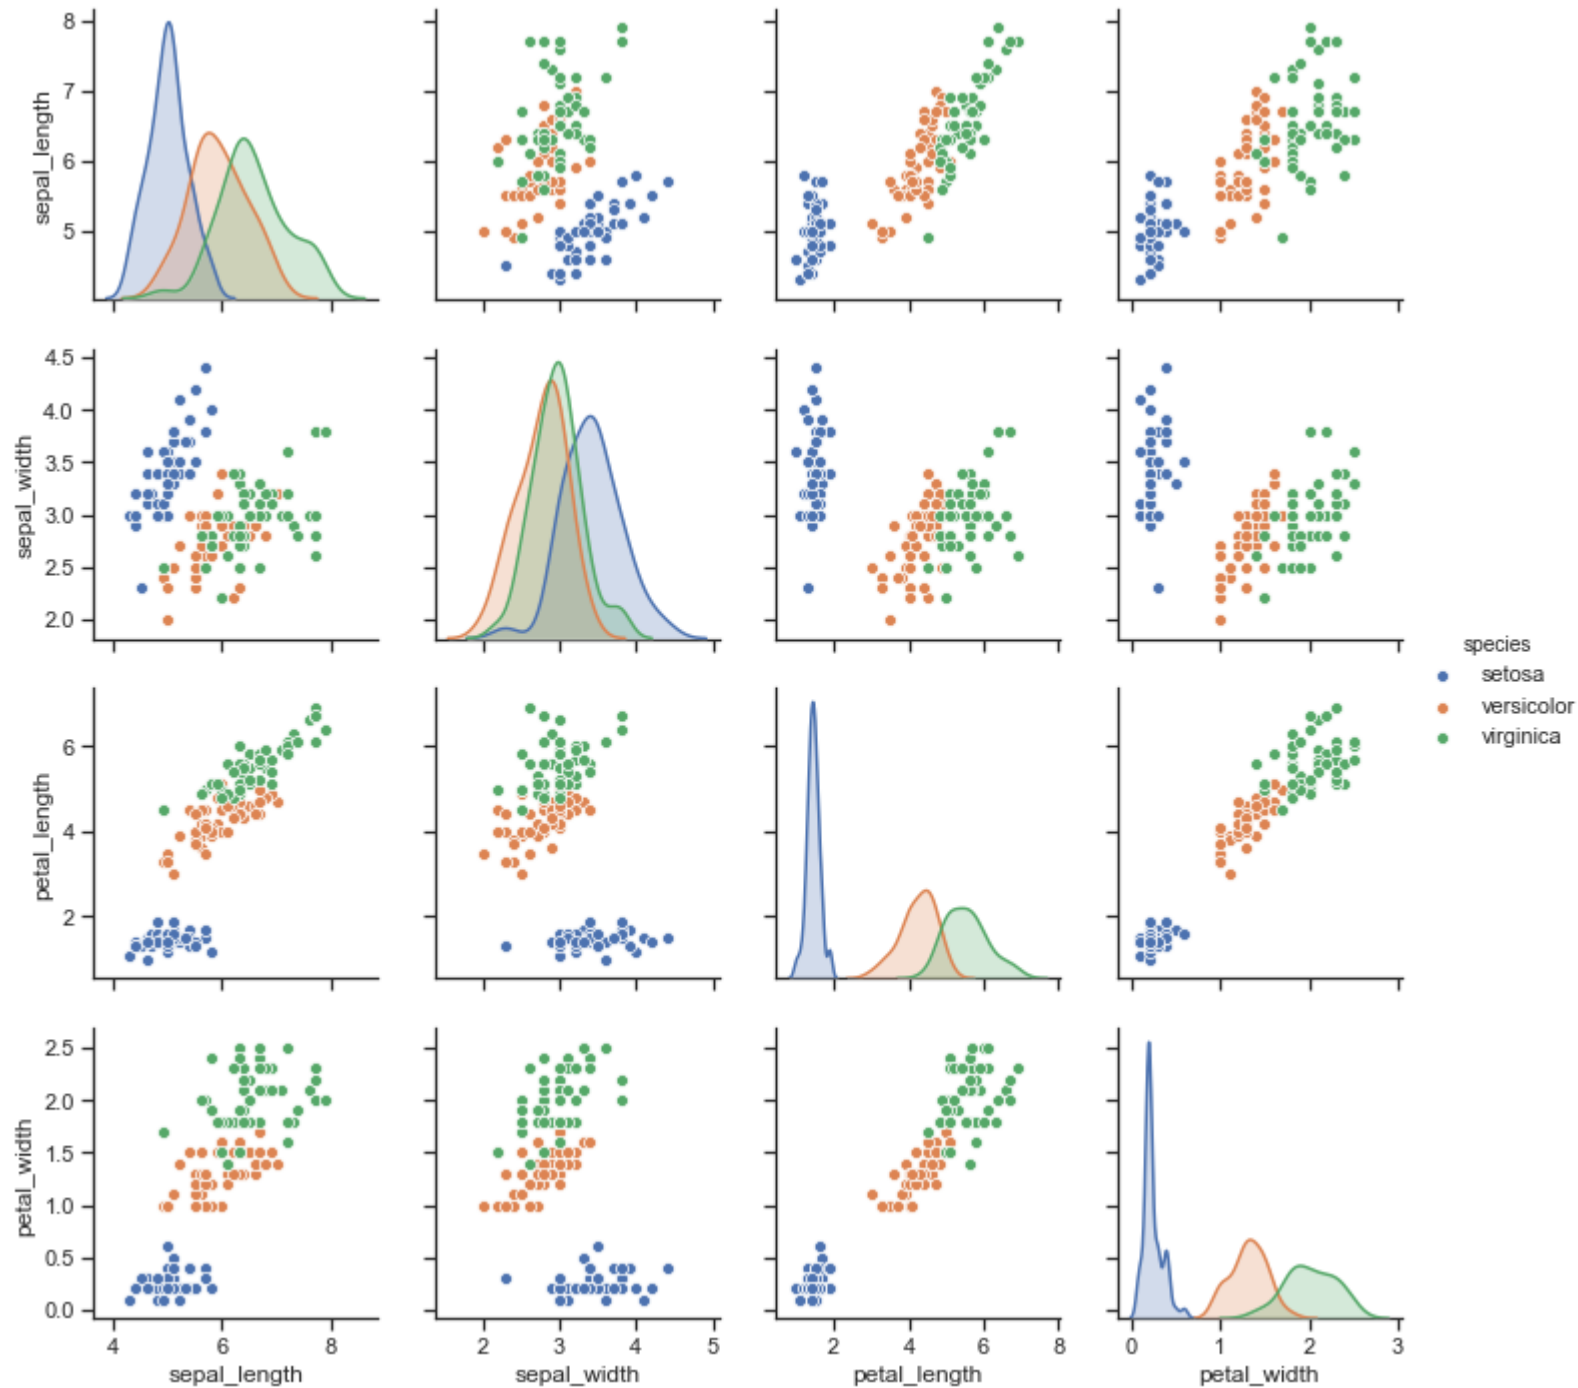 8
7
6
5
sepal_length
4.5
4.0
3.5
3.0
2.5
2.0
sepal_width
species
setosa
versicolor
virginica
6
4
2
petal_length
2.5
2.0
1.5
1.0
0.5
0.0
petal_width
4 6 8 2 3 4 5 2 4 6 8 0 1 2 3
sepal_length sepal_width petal_length petal_width